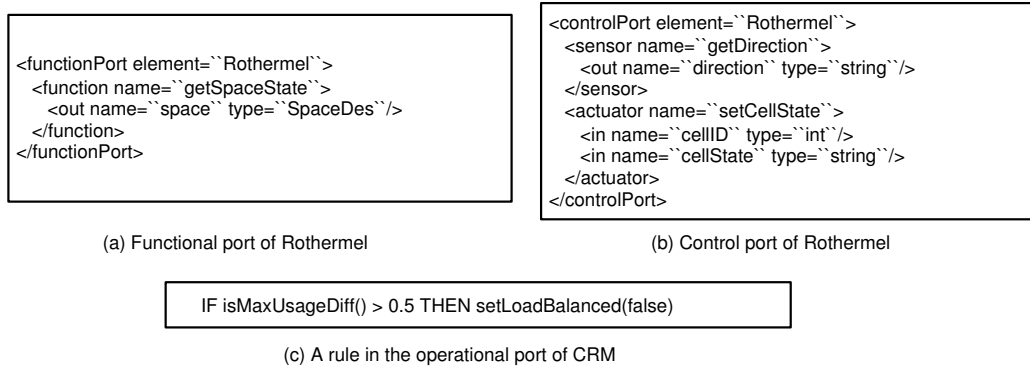 <functionPort element=``Rothermel``>
<function name=``getSpaceState``>
<out name=``space`` type=``SpaceDes``/>
</function>
</functionPort>
(a) Functional port of Rothermel
<controlPort element=``Rothermel``>
<sensor name=``getDirection``>
<out name=``direction`` type=``string``/>
</sensor>
<actuator name=``setCellState``>
<in name=``cellID`` type=``int``/>
<in name=``cellState`` type=``string``/>
</actuator>
</controlPort>
(b) Control port of Rothermel
IF isMaxUsageDiff() > 0.5 THEN setLoadBalanced(false)
(c) A rule in the operational port of CRM